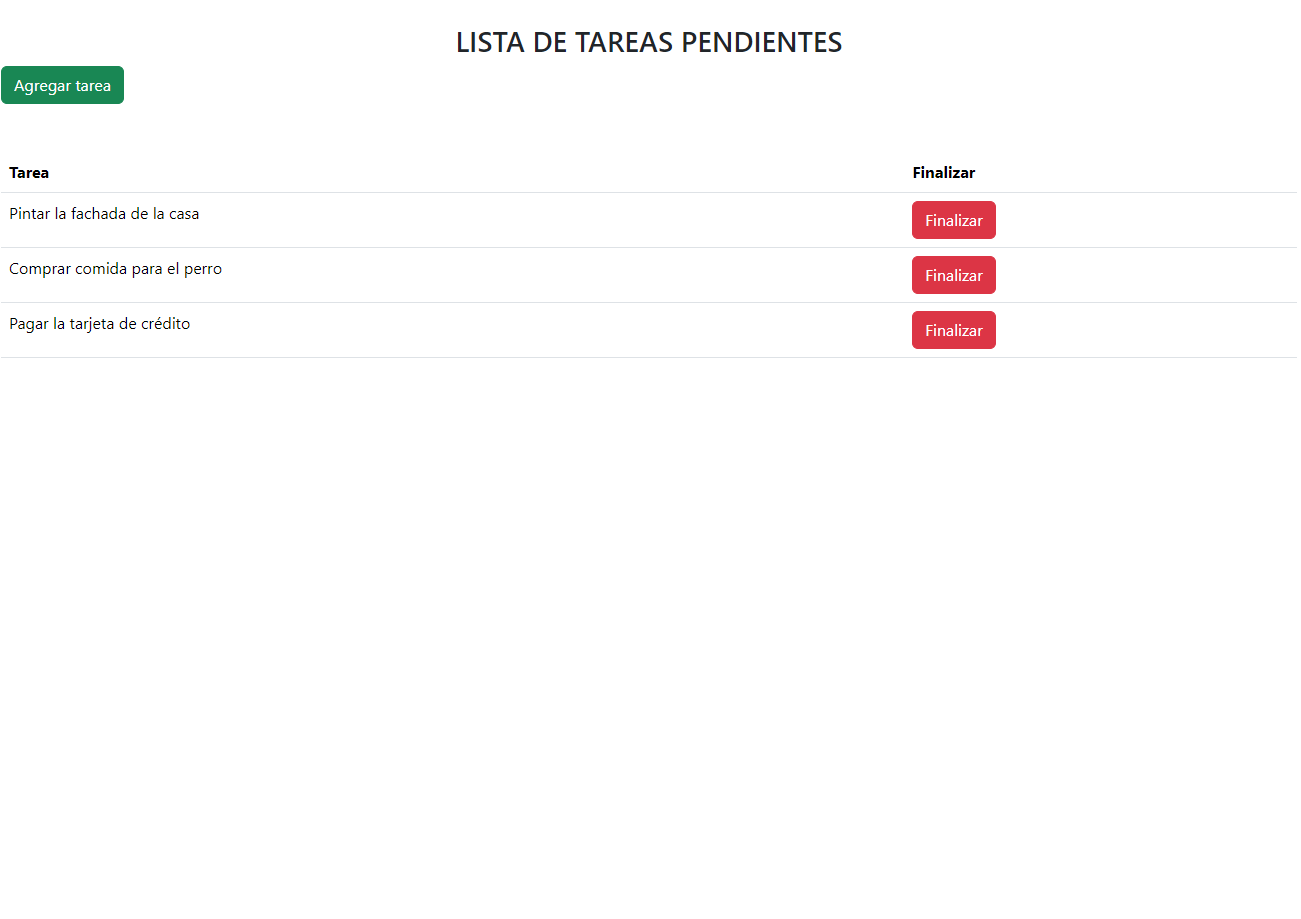 LISTA DE TAREAS PENDIENTES
Agregar tarea
Tarea Finalizar
Pintar la fachada de la casa Finalizar
Comprar comida para el perro Finalizar
Pagar la tarjeta de crédito Finalizar